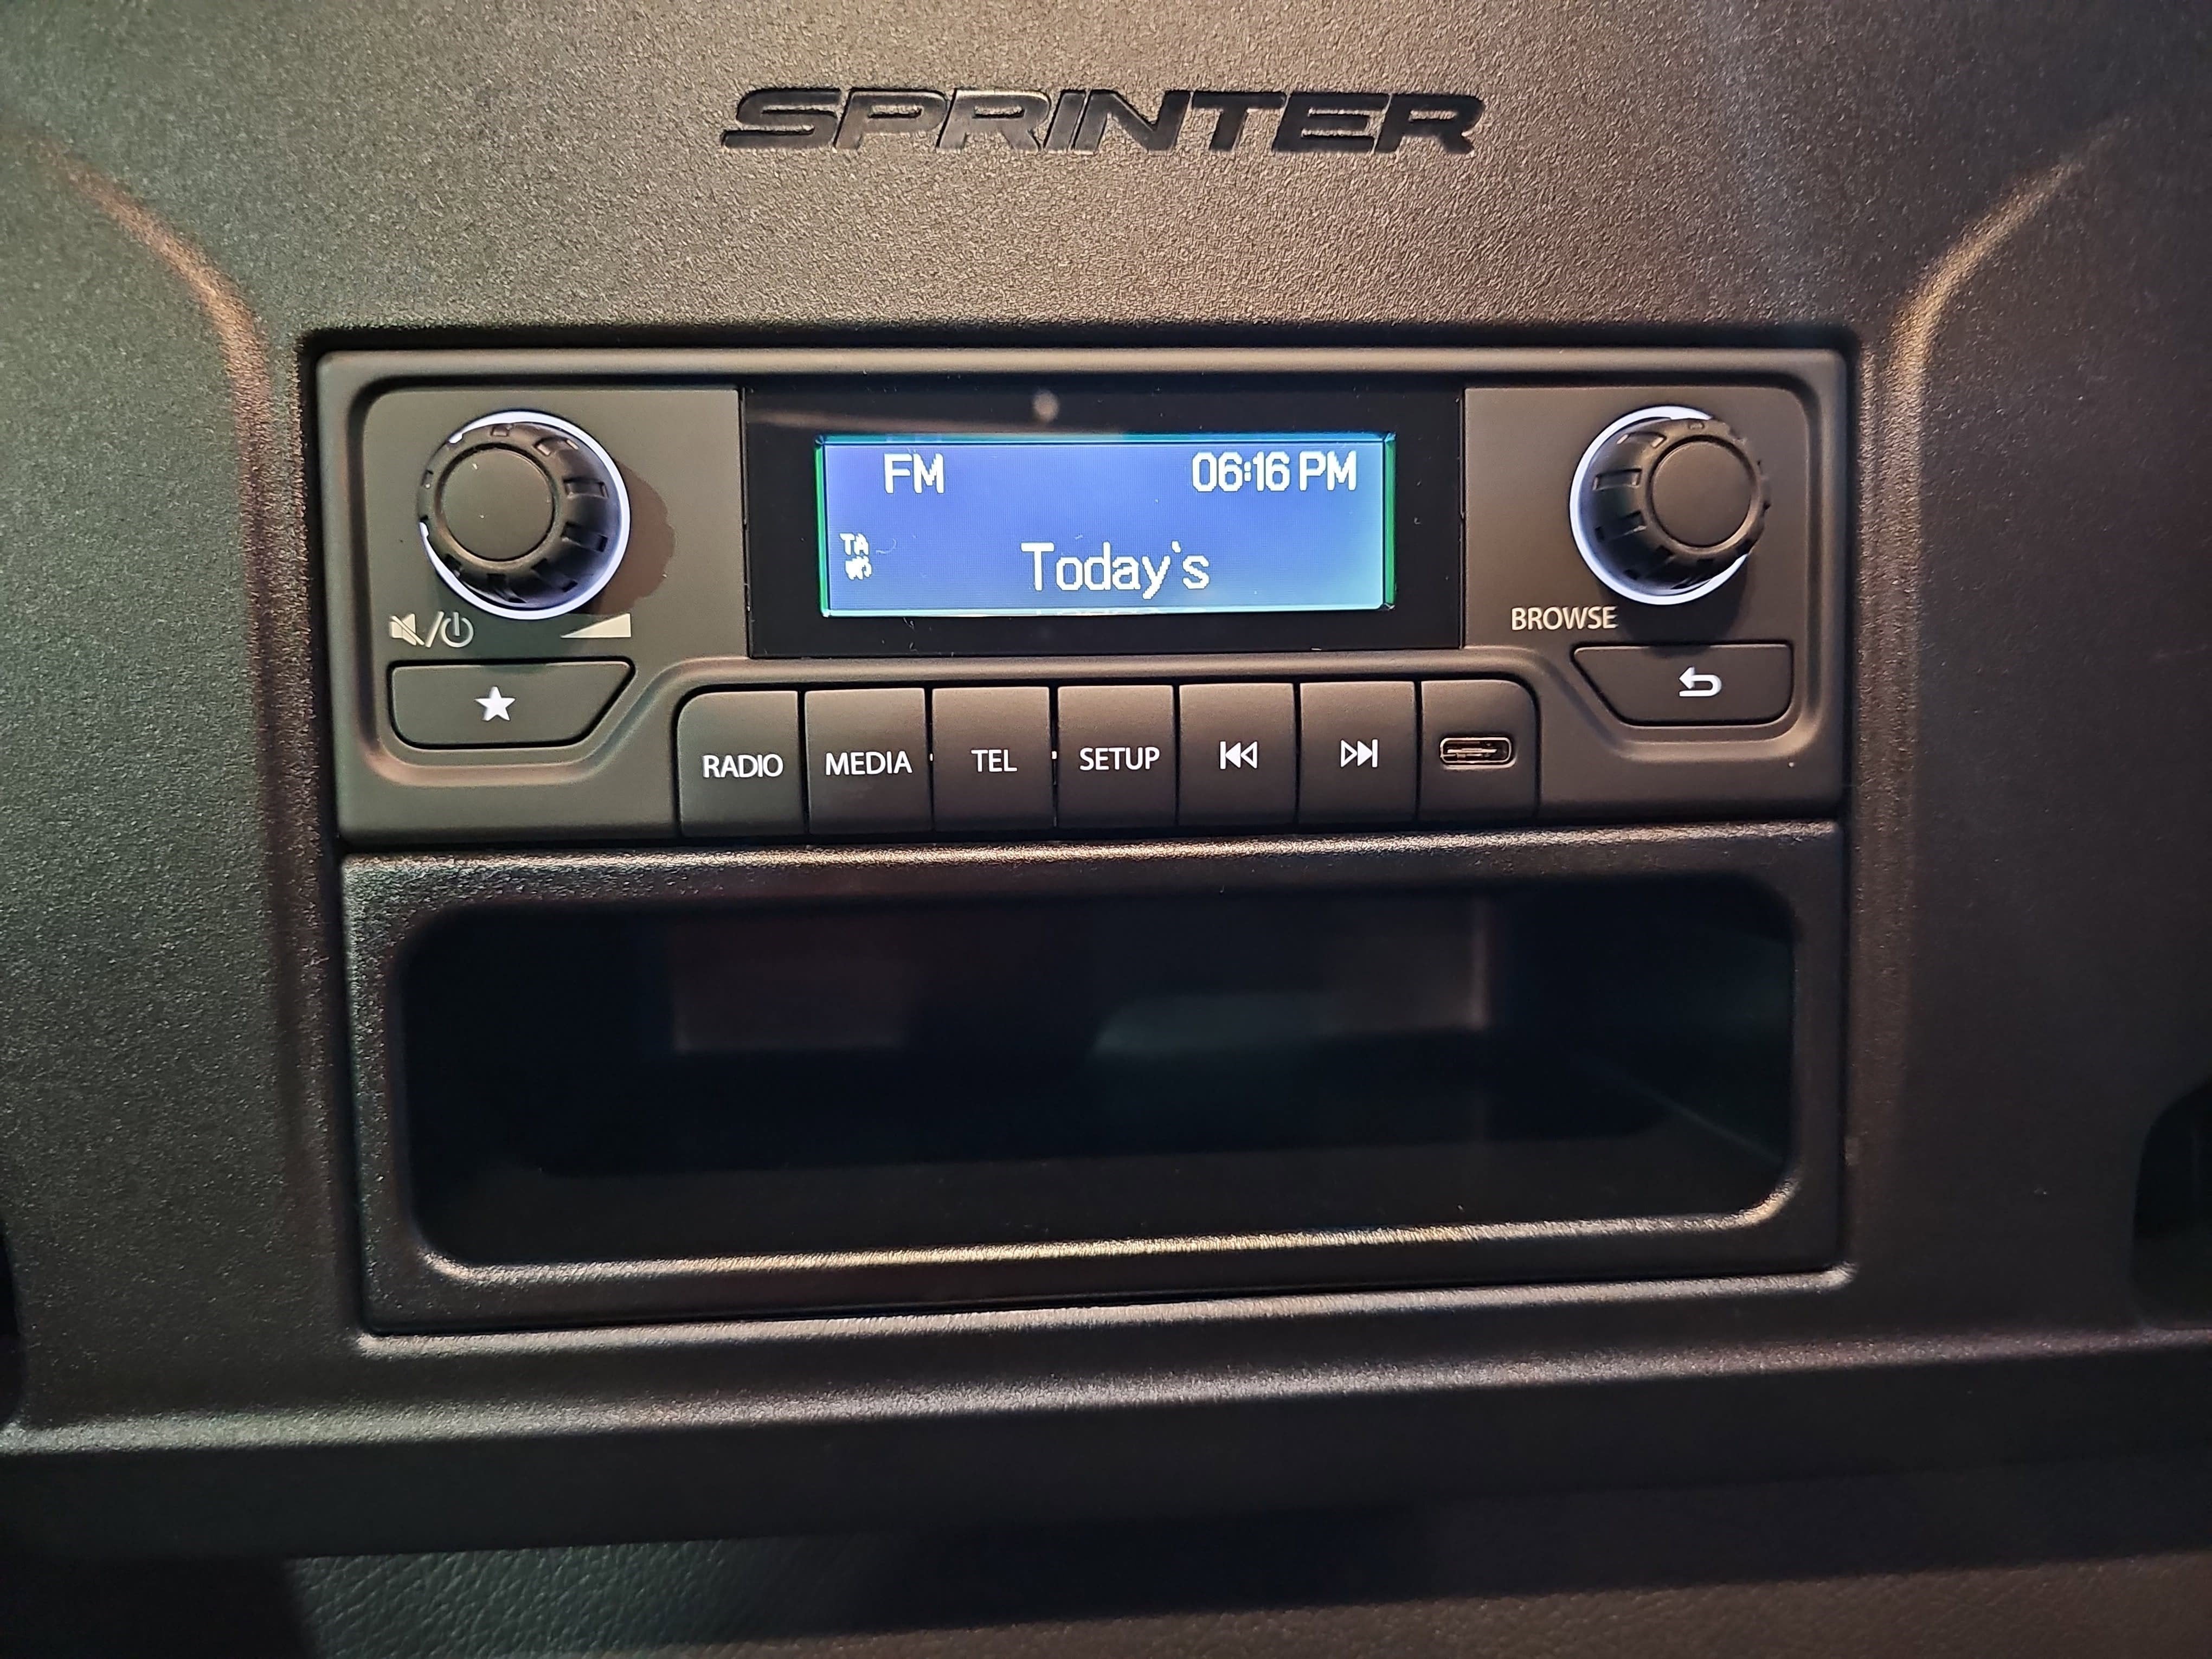 SPRINTER
FM 06:16 PM
TA
Today's
BROWSE
RADIO MEDIA TEL SETUP